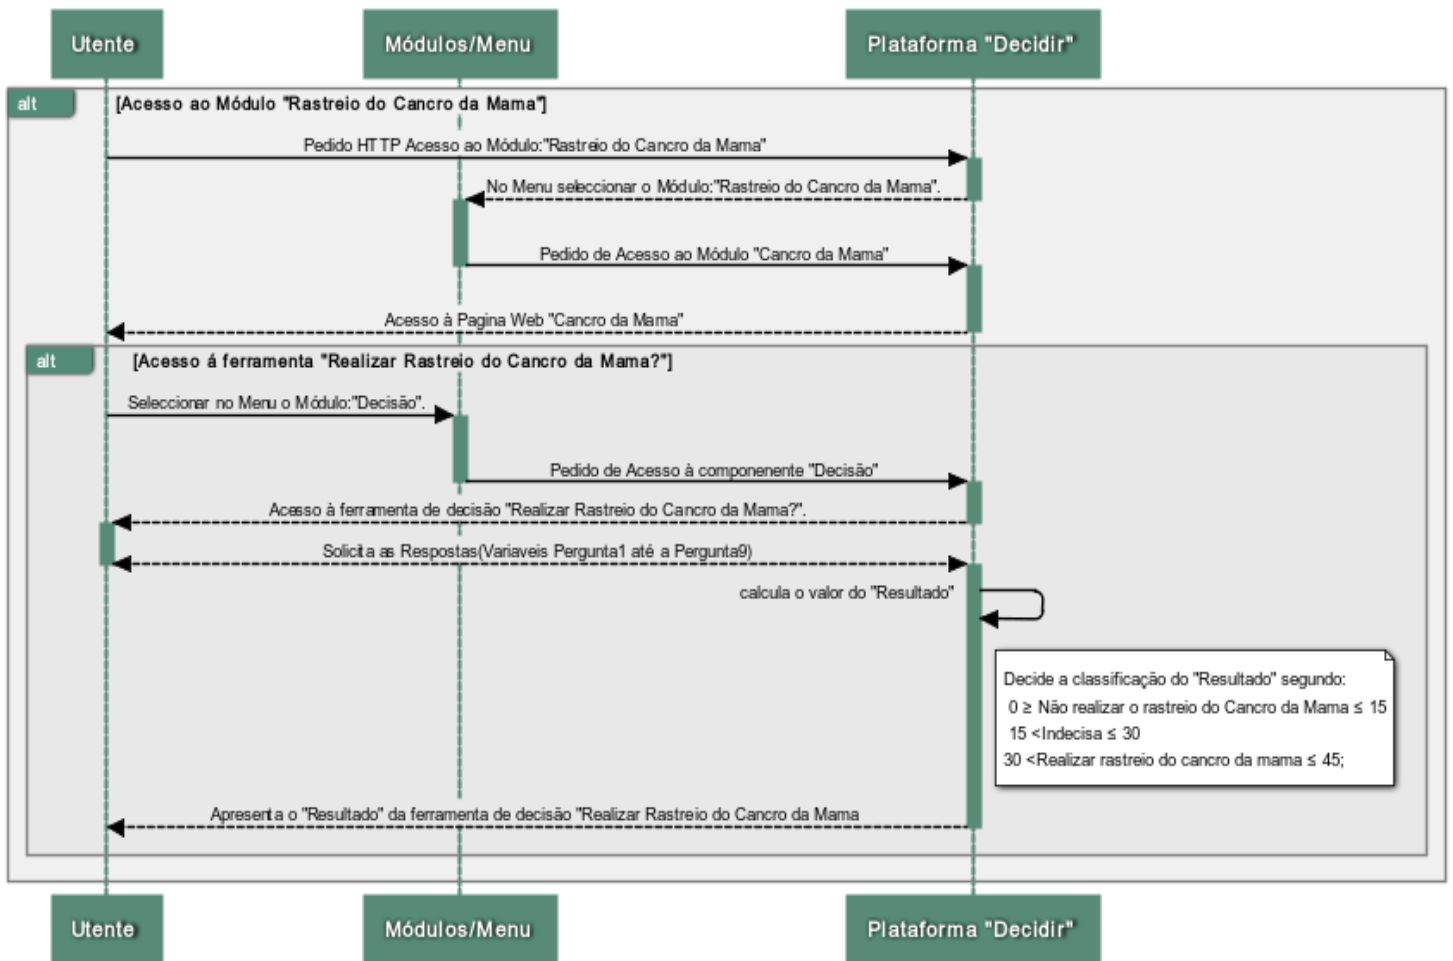 Utente
Módulos/Menu
Plataforma "Decidir"
alt
[Acesso ao Módulo "Rastreio do Cancro da Mama"]
Pedido HTTP Acesso ao Módulo:"Rastreio do Cancro da Mama"
No Menu seleccionar o Módulo:"Rastreio do Cancro da Mama".
Pedido de Acesso ao Módulo "Cancro da Mama"
Acesso à Pagina Web "Cancro da Mama"
alt
[Acesso á ferramenta "Realizar Rastreio do Cancro da Mama?"]
Seleccionar no Menu o Módulo:"Decisão".
Pedido de Acesso à componenente "Decisão"
Acesso à ferramenta de decisão "Realizar Rastreio do Cancro da Mama?".
Solicita as Respostas(Variaveis Pergunta1 até a Pergunta9)
calcula o valor do "Resultado"
Decide a classificação do "Resultado" segundo:
0 ≥ Não realizar o rastreio do Cancro da Mama ≤ 15
15 <Indecisa ≤ 30
30 <Realizar rastreio do cancro da mama ≤ 45;
Apresenta o "Resultado" da ferramenta de decisão "Realizar Rastreio do Cancro da Mama
Utente
Módulos/Menu
Plataforma "Decidir"